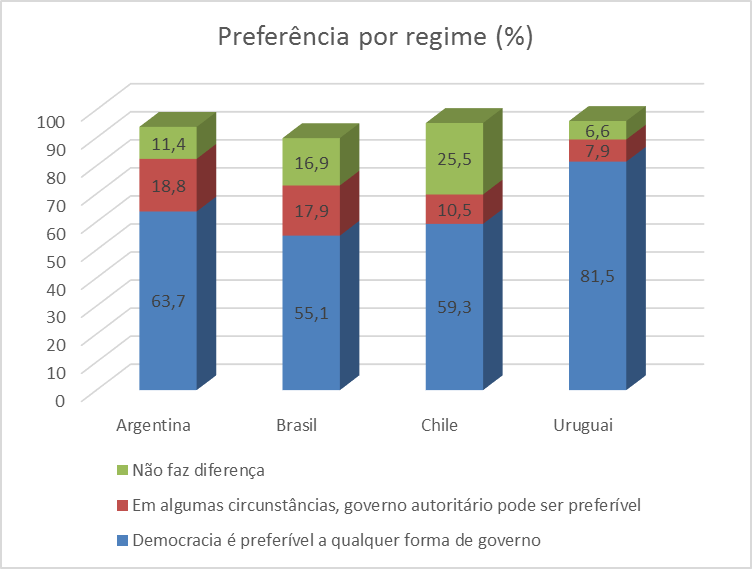 Preferência por regime (%)
100
90
80
70
60
50
40
30
20
10
0
11,4
18,8
63,7
16,9
17,9
55,1
25,5
10,5
59,3
6,6
7,9
81,5
Argentina
Brasil
Chile
Uruguai
Não faz diferença
Em algumas circunstâncias, governo autoritário pode ser preferível
Democracia é preferível a qualquer forma de governo